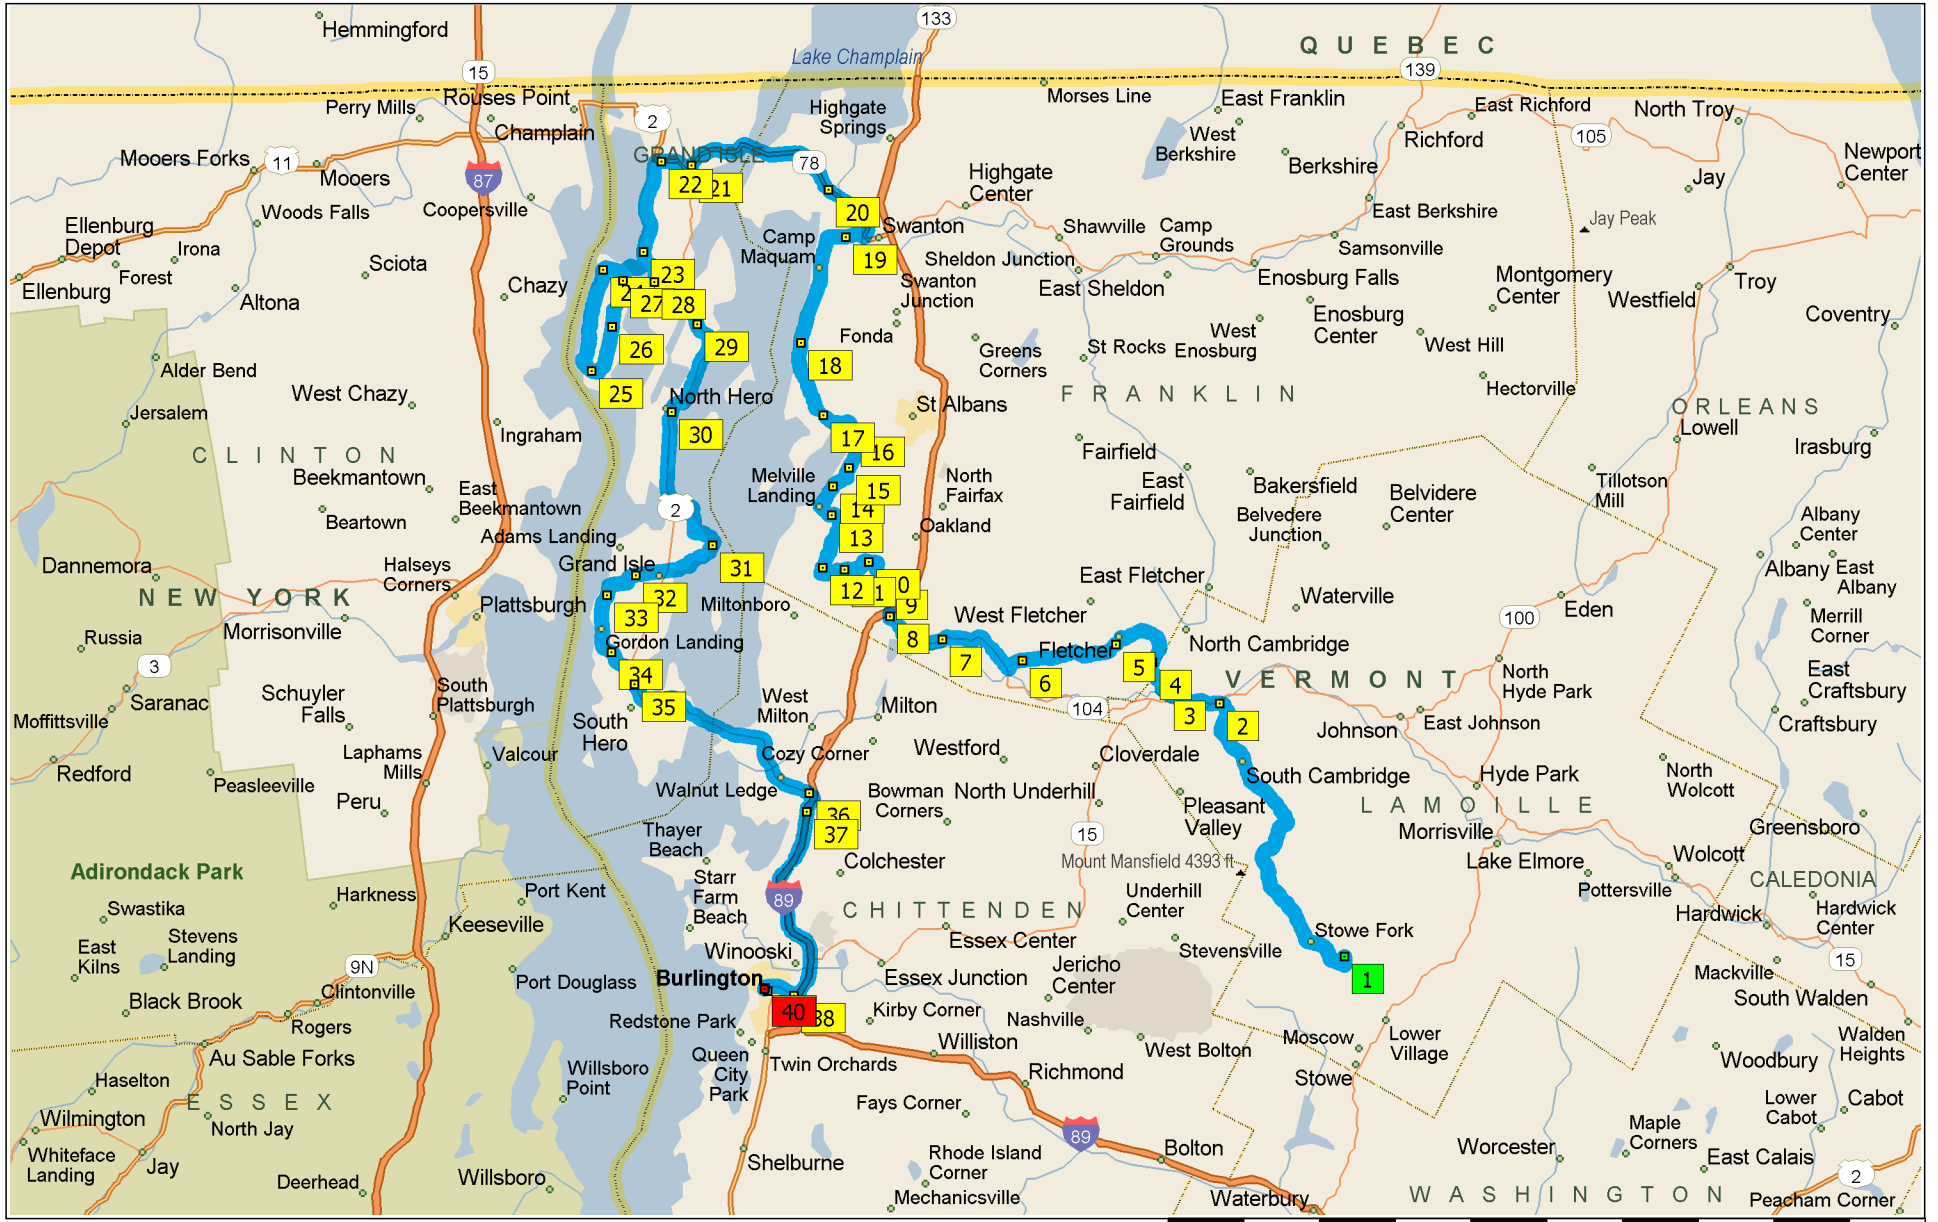 Hemmingford
133
QUEBEC
Lake Champlain
15
139
Perry Mills
Rouses Point
Champlain
2
Highgate
Springs
Morses Line
East Franklin
West
Berkshire
East Richford
Richford
North Troy
105
Mooers Forks
11
Mooers
87
GRAND ISLE
78
Berkshire
Newport
Center
Jay
Highgate
Center
22
21
Coopersville
Woods Falls
Ellenburg
Depot
Irona
Forest
Sciota
Ellenburg
Altona
Chazy
20
Swanton
Camp
Maquam
19
Shawville
Camp
Grounds
East Berkshire
Jay Peak
Samsonville
Sheldon Junction
Swanton
Junction
East Sheldon
Enosburg Falls
Montgomery
Center
Westfield
Troy
Coventry
23
27
28
Fonda
Enosburg
Center
West
Enosburg
West Hill
Greens
Corners
St Rocks
Hectorville
29
26
18
25
Alder Bend
West Chazy
Jersalem
Ingraham
North Hero
St Albans
FRANKLIN
ORLEANS
Lowell
Irasburg
CLINTON
30
17
16
Fairfield
East
Fairfield
Bakersfield
Belvidere
Center
Tillotson
Mill
Beekmantown
East
Beekmantown
Beartown
Melville
Landing
15
14
North
Fairfax
Belvedere
Junction
Albany
Center
2
Adams Landing
13
Oakland
Dannemora
Halseys
Corners
Grand Isle
31
Albany
East
Albany
NEW YORK
Plattsburgh
32
Miltonboro
12
9
East Fletcher
Waterville
Eden
100
Merrill
Corner
Russia
Morrisonville
33
Gordon Landing
8
West Fletcher
North Cambridge
3
7
Fletcher
5
VERMONT
North
Hyde Park
East
Craftsbury
Saranac
Moffittsville
Schuyler
Falls
South
Plattsburgh
34
35
West
Milton
6
4
104
3
2
Johnson
East Johnson
Craftsbury
Milton
South
Hero
Redford
Peasleeville
Laphams
Mills
Valcour
Cozy Corner
Westford
Cloverdale
South Cambridge
Hyde Park
North
Wolcott
Peru
Walnut Ledge
Bowman
Corners
North Underhill
Pleasant
Valley
LAMOILLE
36
37
Thayer
Beach
15
Morrisville
Greensboro
Adirondack Park
Colchester
Mount Mansfield 4393 ft
Lake Elmore
Wolcott
Pottersville
CALEDONIA
Harkness
Port Kent
Starr
Farm
Beach
89
CHITTENDEN
Underhill
Center
Hardwick
Hardwick
Center
Swastika
Stevens
Landing
East
Kilns
Keeseville
Winooski
Essex Center
Stevensville
Stowe Fork
15
9N
Port Douglass
Burlington
Essex Junction
Jericho
Center
1
Mackville
South Walden
Clintonville
Black Brook
Rogers
Redstone Park
40
38
Kirby Corner
Nashville
Au Sable Forks
Queen
City
Park
Twin Orchards
Williston
West Bolton
Moscow
Lower
Village
Walden
Heights
Woodbury
Haselton
Willsboro
Point
Richmond
Stowe
Lower
Cabot
Cabot
ESSEX
Wilmington
North Jay
Fays Corner
89
Maple
Corners
Whiteface
Landing
Jay
Shelburne
Rhode Island
Corner
Bolton
Worcester
East Calais
2
Deerhead
Willsboro
Mechanicsville
Waterbury
WASHINGTON
Peacham Corner